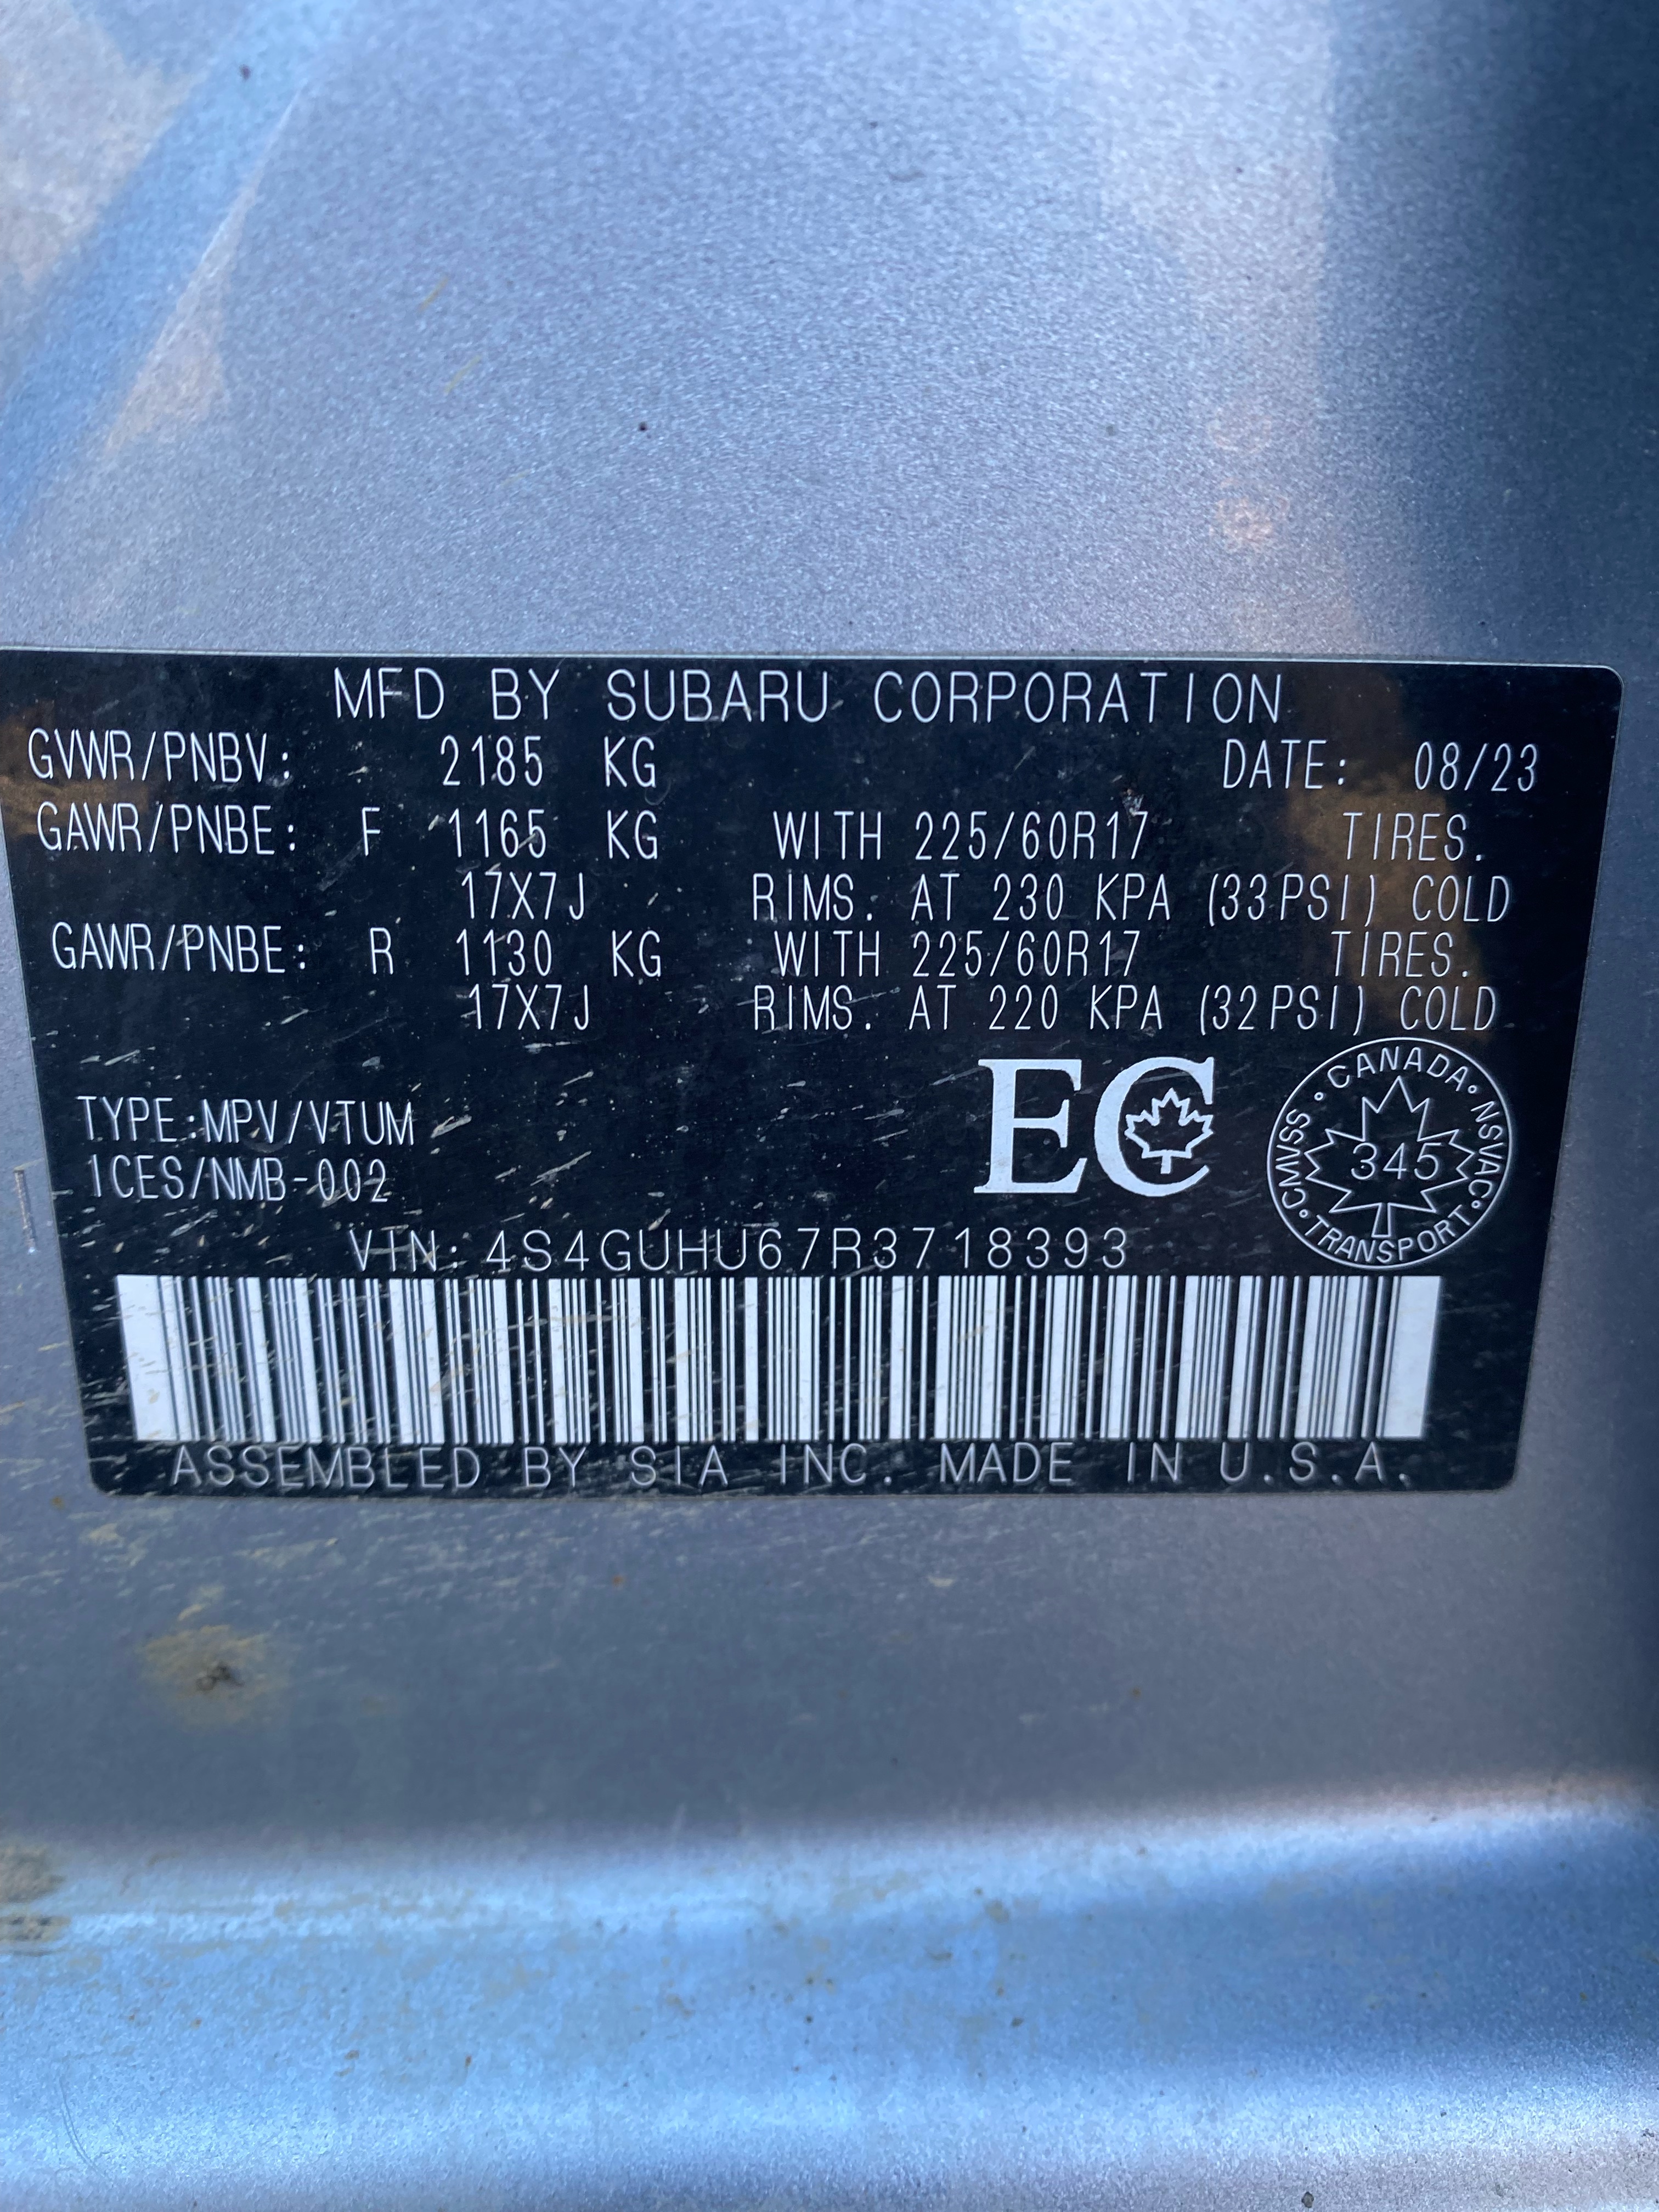 MFD BY SUBARU CORPORATION
GVWR/PNBV: 2185 KG DATE: 08/23
GAWR/PNBE: F 1165 KG WITH 225/60R17 TIRES.
17X7J RIMS. AT 230 KPA (33PSI) COLD
GAWR/PNBE: R 1130 KG WITH 225/60R17 TIRES.
17X7J RIMS. AT 220 KPA (32PSI) COLD
TYPE:MPV/VTUM
ICES/NMB-002
EC
CANADA · NSVAC · TRANSPORT · CMVSS ·
345
VIN: 4S4GUHU67R3718393
ASSEMBLED BY SIA INC. MADE IN U.S.A.